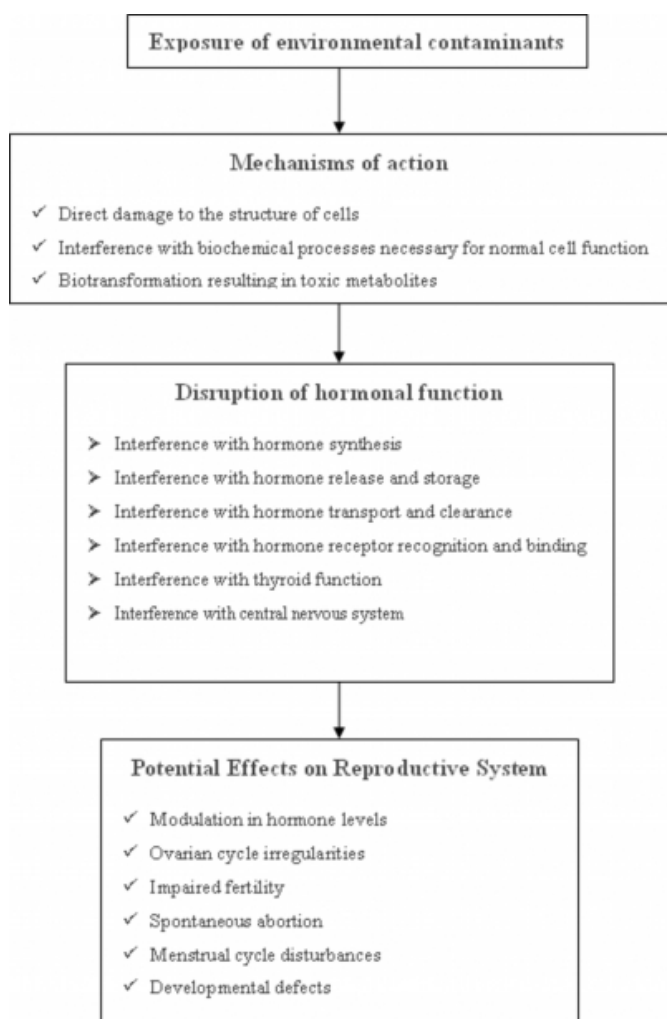 Exposure of environmental contaminants
Mechanisms of action
✓ Direct damage to the structure of cells
✓ Interference with biochemical processes necessary for normal cell function
✓ Biotransformation resulting in toxic metabolites
Disruption of hormonal function
➢ Interference with hormone synthesis
➢ Interference with hormone release and storage
➢ Interference with hormone transport and clearance
➢ Interference with hormone receptor recognition and binding
➢ Interference with thyroid function
➢ Interference with central nervous system
Potential Effects on Reproductive System
✓ Modulation in hormone levels
✓ Ovarian cycle irregularities
✓ Impaired fertility
✓ Spontaneous abortion
✓ Menstrual cycle disturbances
✓ Developmental defects